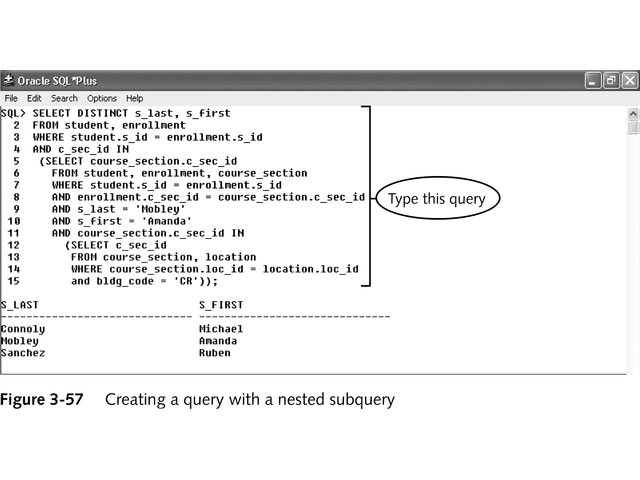 Oracle SQL*Plus
File Edit Search Options Help
SQL> SELECT DISTINCT s_last, s_first
2 FROM student, enrollment
3 WHERE student.s_id = enrollment.s_id
4 AND c_sec_id IN
5 (SELECT course_section.c_sec_id
6 FROM student, enrollment, course_section
7 WHERE student.s_id = enrollment.s_id
8 AND enrollment.c_sec_id = course_section.c_sec_id
9 AND s_last = 'Mobley'
10 AND s_first = 'Amanda'
11 AND course_section.c_sec_id IN
12 (SELECT c_sec_id
13 FROM course_section, location
14 WHERE course_section.loc_id = location.loc_id
15 and bldg_code = 'CR'));
Type this query
S_LAST S_FIRST
------------------------------ ------------------------------
Connoly Michael
Mobley Amanda
Sanchez Ruben
Figure 3-57 Creating a query with a nested subquery